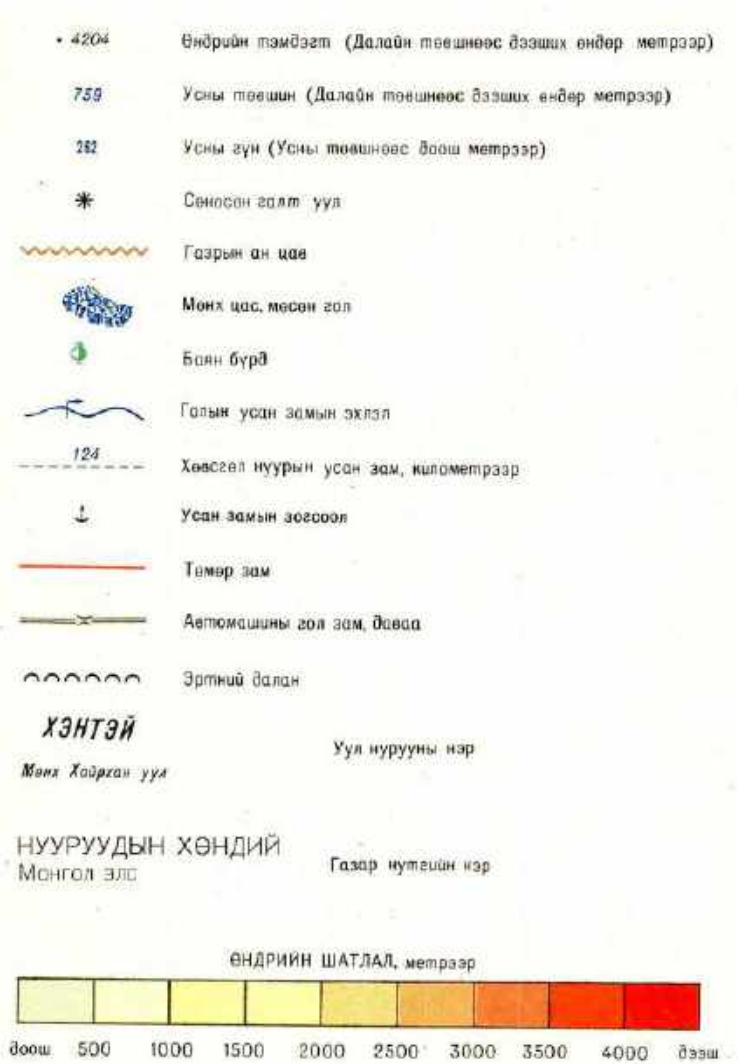 • 4204 Өндрийн тэмдэгт (Далайн төвшнөөс дээших өндөр метрээр)
759 Усны төвшин (Далайн төвшнөөс дээших өндөр метрээр)
262 Усны гүн (Усны төвшнөөс доош метрээр)
Сөнөсөн галт уул
Газрын ан цав
Мөнх цас, мөсөн гол
Баян бүрд
Голын усан замын эхлэл
124 Хөвсгөл нуурын усан зам, километрээр
Усан замын зогсоол
Төмөр зам
Автомашины гол зам, даваа
Эртний далан
ХЭНТЭЙ
Уул нурууны нэр
Мөнх Хайрхан уул
НУУРУУДЫН ХӨНДИЙ
Газар нутгийн нэр
Монгол элс
ӨНДРИЙН ШАТЛАЛ, метрээр
доош 500 1000 1500 2000 2500 3000 3500 4000 дээш